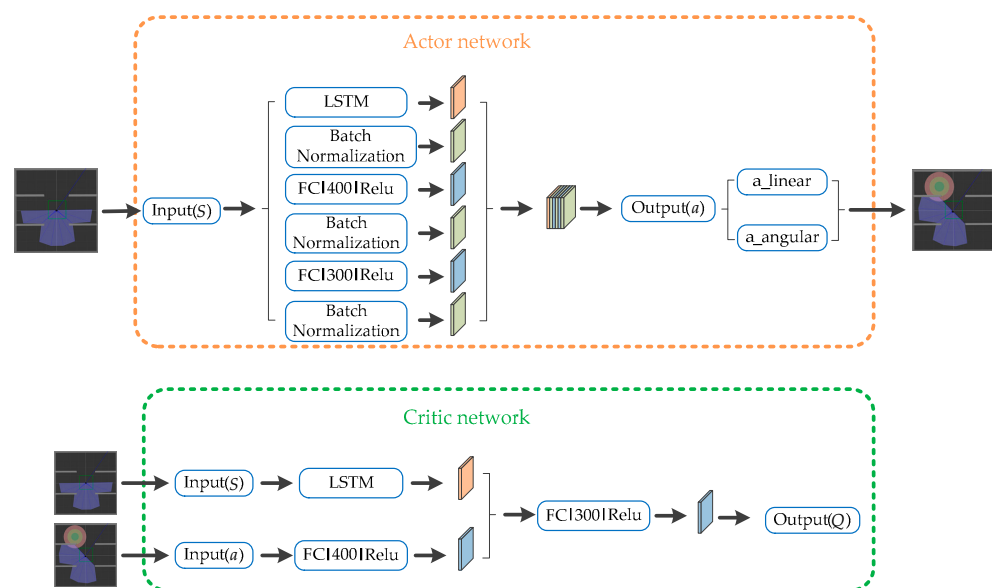 Actor network
LSTM
Batch
Normalization
FC|400|Relu
Batch
Normalization
FC|300|Relu
Batch
Normalization
Input(S)
Output(a)
a_linear
a_angular
Critic network
Input(S)
LSTM
Input(a)
FC|400|Relu
FC|300|Relu
Output(Q)